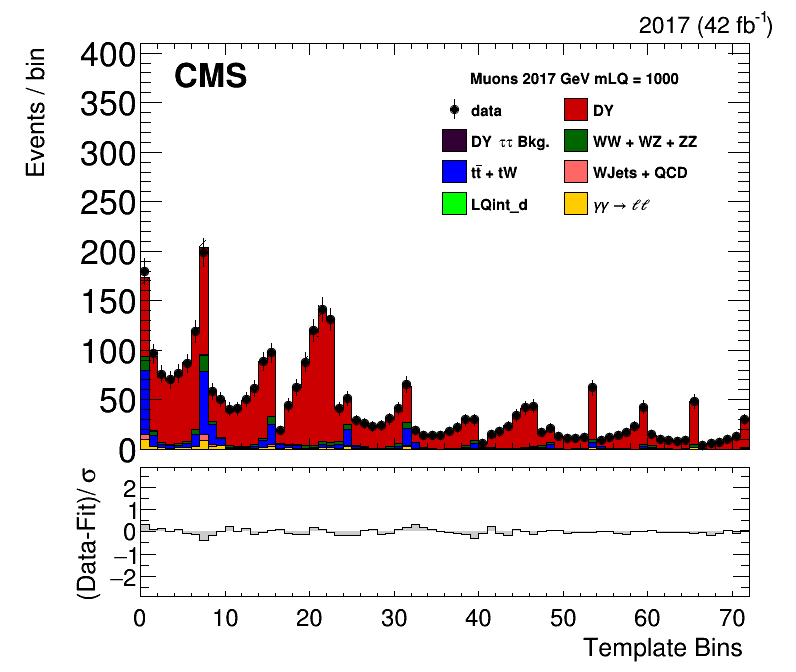 2017 (42 fb-1)
Events / bin
400
350
300
250
200
150
100
50
0
CMS
Muons 2017 GeV mLQ = 1000
data
DY
DY ττ Bkg.
WW + WZ + ZZ
tt̄ + tW
WJets + QCD
LQint_d
γγ → ℓℓ
(Data-Fit)/ σ
2
1
0
−1
−2
0 10 20 30 40 50 60 70
Template Bins